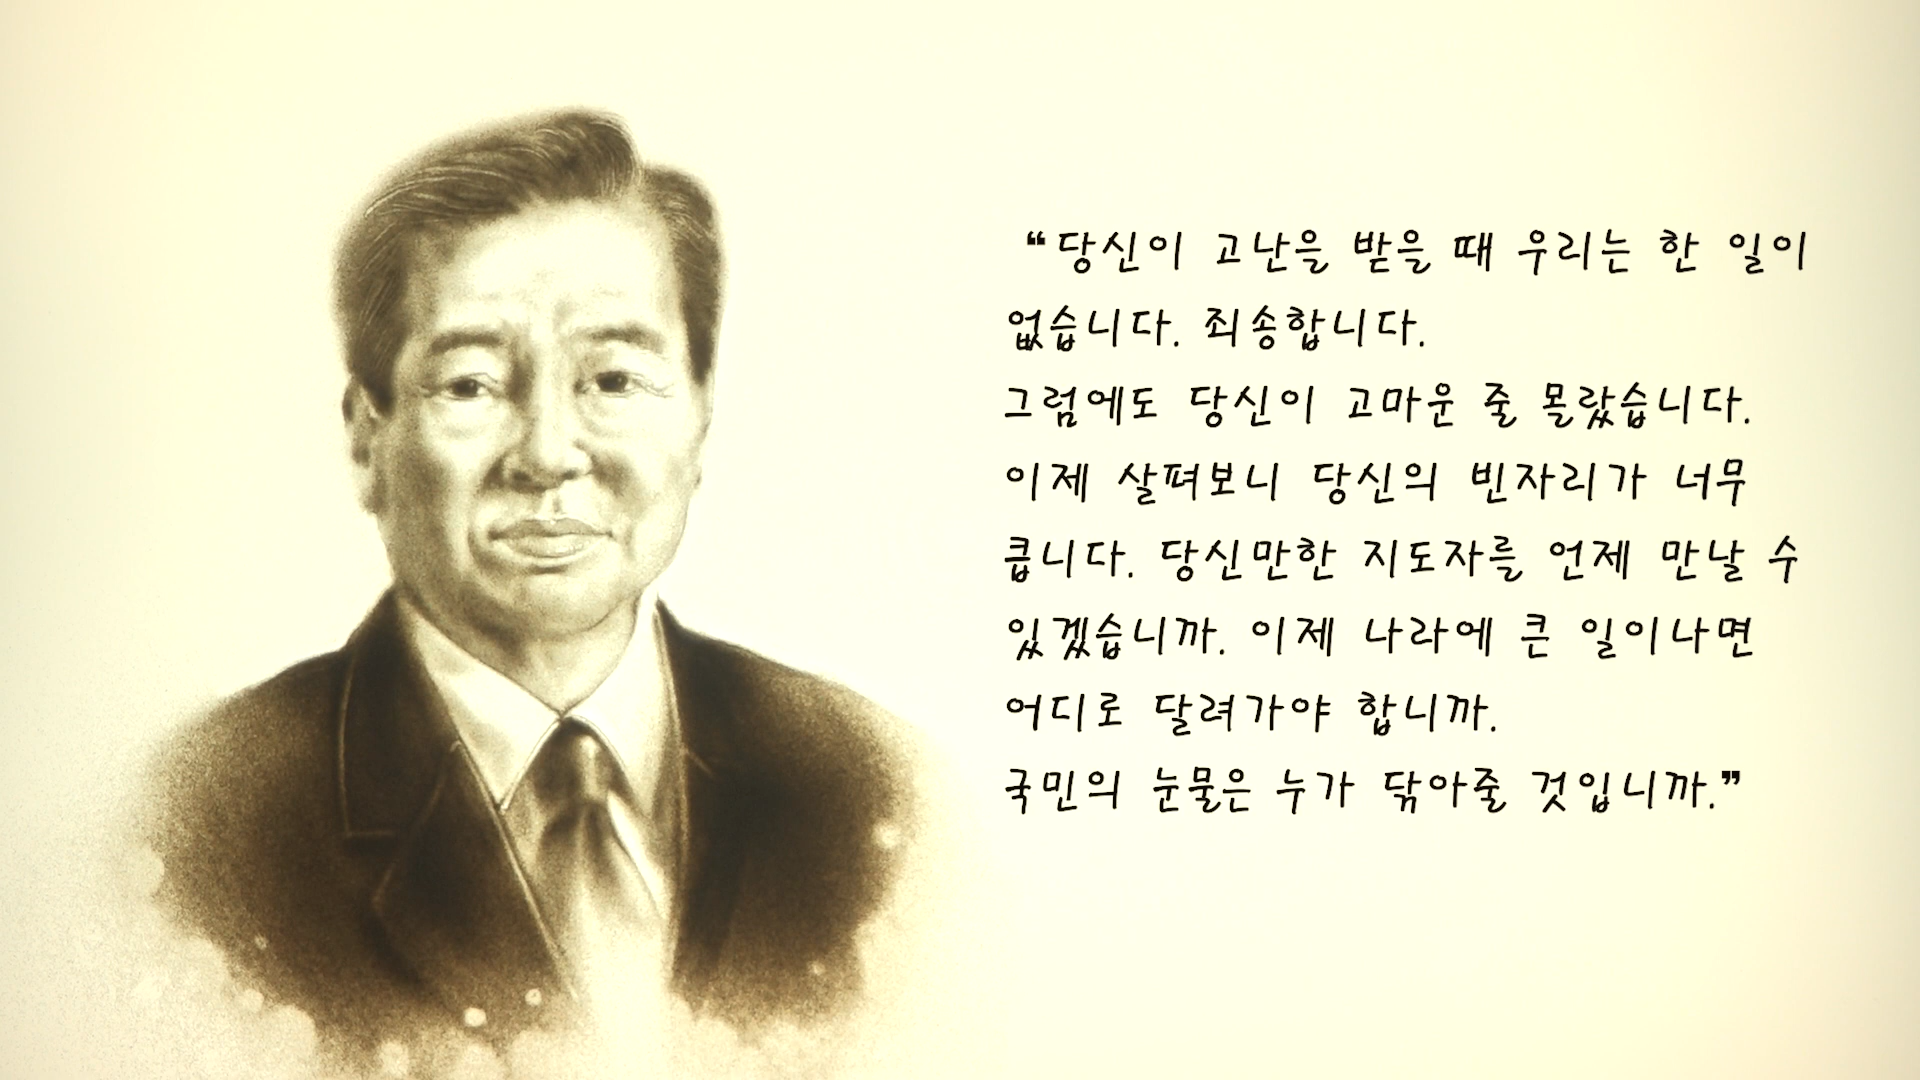 ❝당신이 고난을 받을 때 우리는 한 일이
없습니다. 죄송합니다.
그럼에도 당신이 고마운 줄 몰랐습니다.
이제 살펴보니 당신의 빈자리가 너무
큽니다. 당신만한 지도자를 언제 만날 수
있겠습니까. 이제 나라에 큰 일이나면
어디로 달려가야 합니까.
국민의 눈물은 누가 닦아줄 것입니까.❞